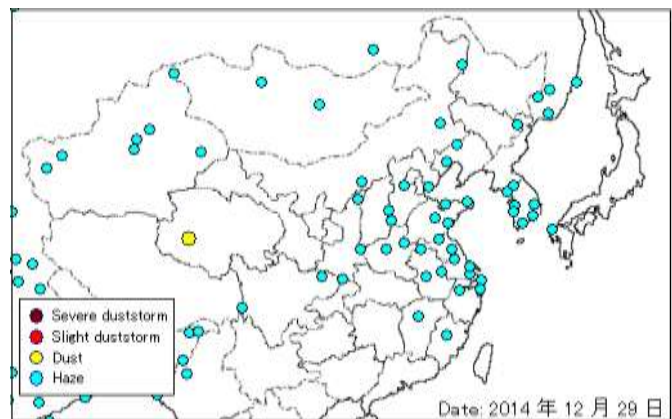 Severe duststorm
Slight duststorm
Dust
Haze
Date: 2014 年 12 月 29 日